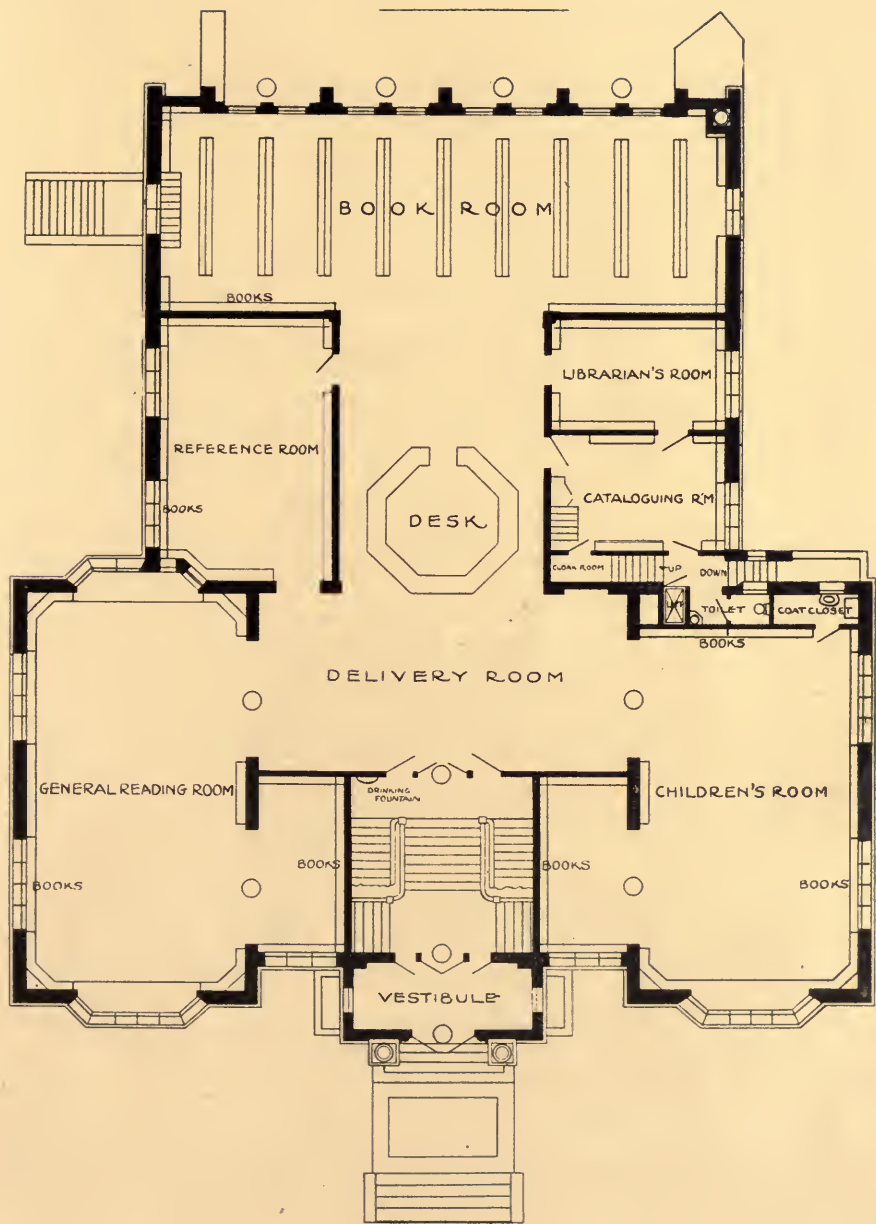 BOOK ROOM
BOOKS
LIBRARIAN'S ROOM
REFERENCE ROOM
CATALOGUING R'M
BOOKS
DESK
CLOAK ROOM
UP
DOWN
LIFT
TOILET
COAT CLOSET
BOOKS
DELIVERY ROOM
GENERAL READING ROOM
DRINKING
FOUNTAIN
CHILDREN'S ROOM
BOOKS
BOOKS
BOOKS
BOOKS
VESTIBULE